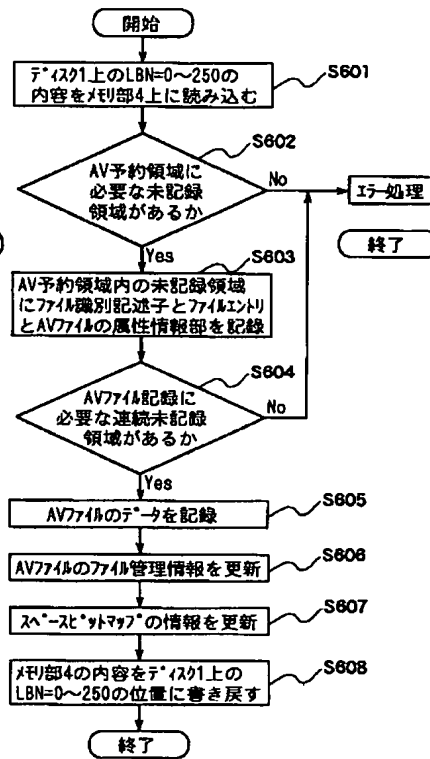 開始
ディスク1上のLBN=0～250の
内容をメモリ部4上に読み込む
S601
S602
AV予約領域に
必要な未記録
領域があるか
No
エラー処理
終了
Yes
S603
AV予約領域内の未記録領域
にファイル識別記述子とファイルエントリ
とAVファイルの属性情報部を記録
S604
AVファイル記録に
必要な連続未記録
領域があるか
No
Yes
S605
AVファイルのデータを記録
S606
AVファイルのファイル管理情報を更新
S607
スペースビットマップの情報を更新
S608
メモリ部4の内容をディスク1上の
LBN=0～250の位置に書き戻す
終了